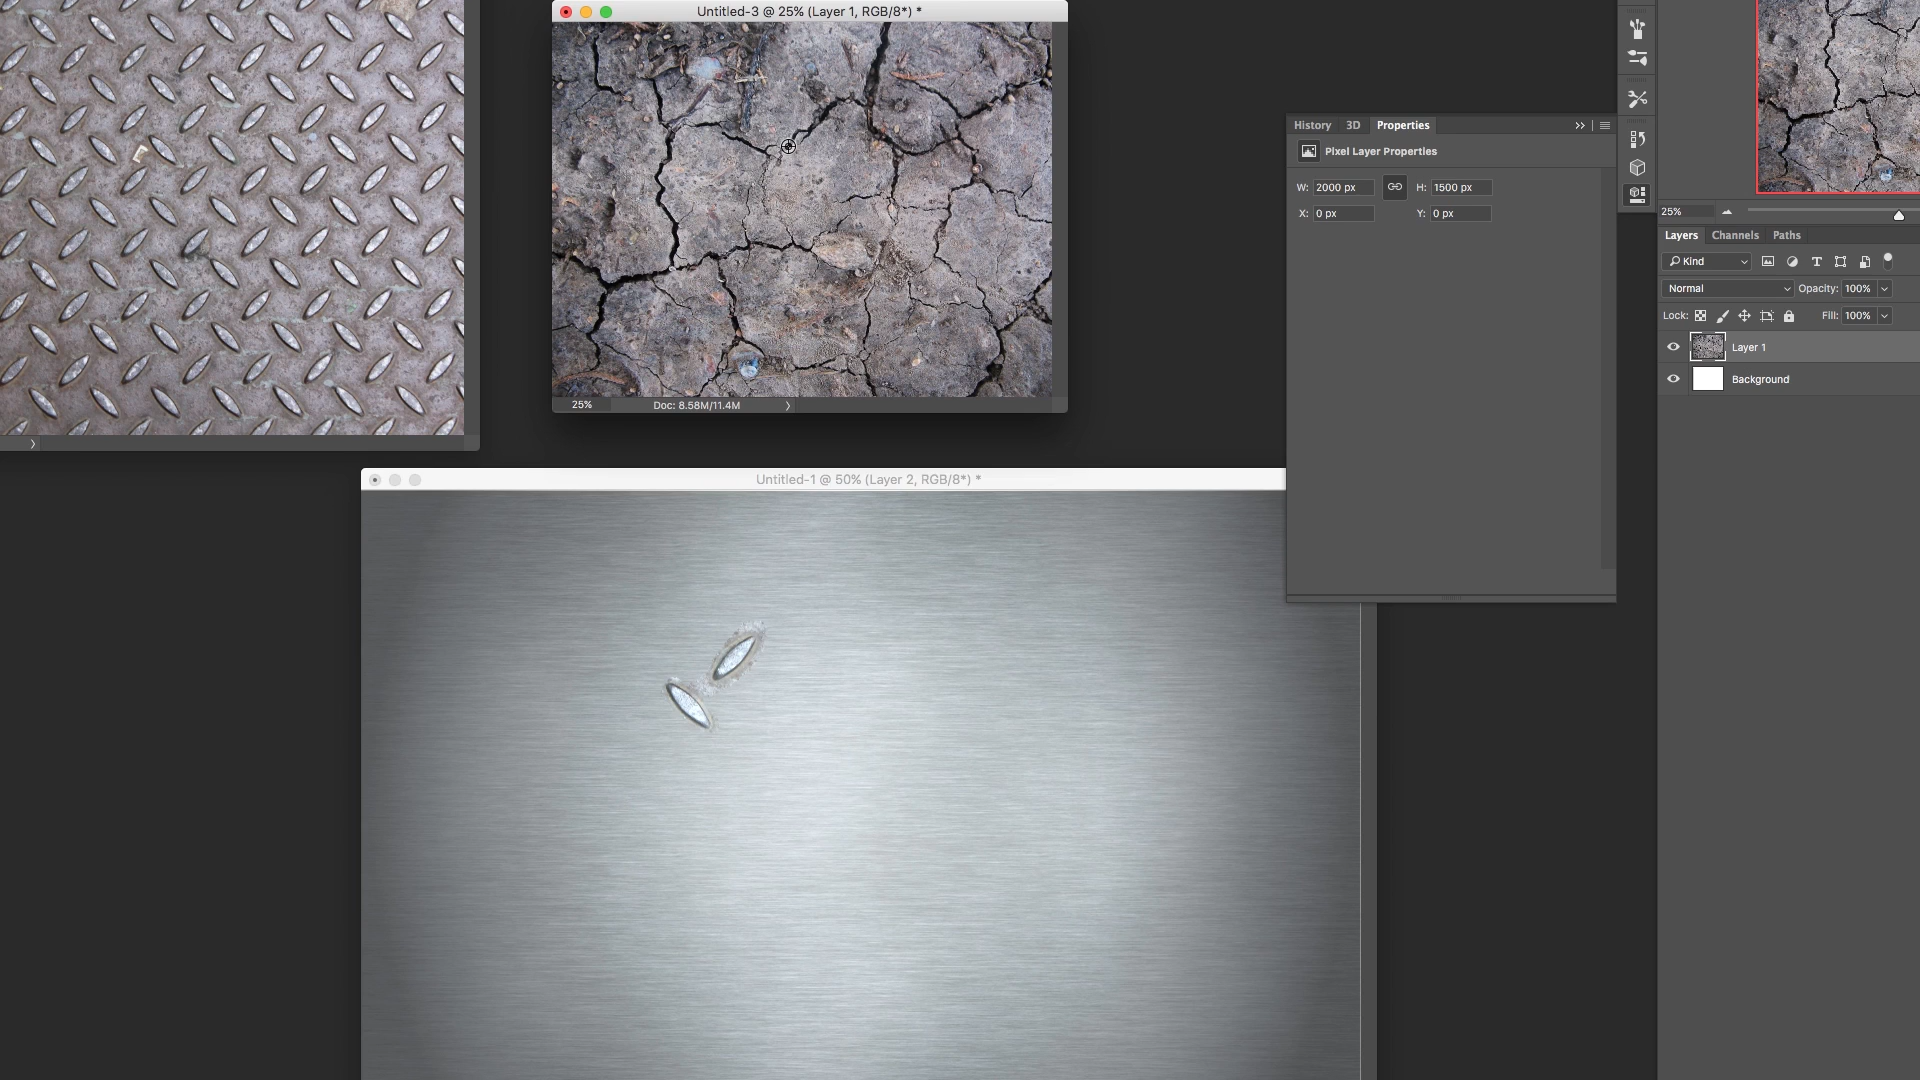 Untitled-3 @ 25% (Layer 1, RGB/8*) *
25%
Doc: 8.58M/11.4M
Untitled-1 @ 50% (Layer 2, RGB/8*) *
History
3D
Properties
Pixel Layer Properties
W: 2000 px
H: 1500 px
X: 0 px
Y: 0 px
25%
Layers
Channels
Paths
Kind
Normal
Opacity: 100%
Lock:
Fill: 100%
Layer 1
Background